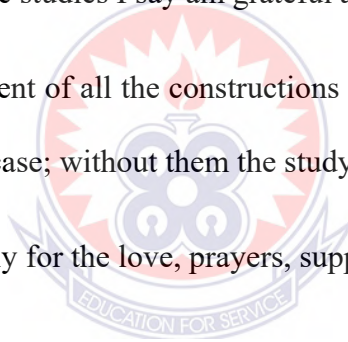 e studies I say am grateful
ent of all the constructions
ease; without them the study
y for the love, prayers, supp
EDUCATION FOR SERVICE